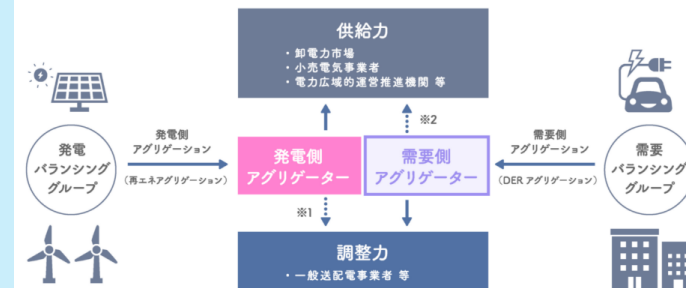 供給力
・卸電力市場
・小売電気事業者
・電力広域的運営推進機関 等
※2
発電
バランシング
グループ
発電側
アグリゲーション
(再エネアグリゲーション)
発電側
アグリゲーター
需要側
アグリゲーター
需要側
アグリゲーション
(DER アグリゲーション)
需要
バランシング
グループ
※1
調整力
・一般送配電事業者 等